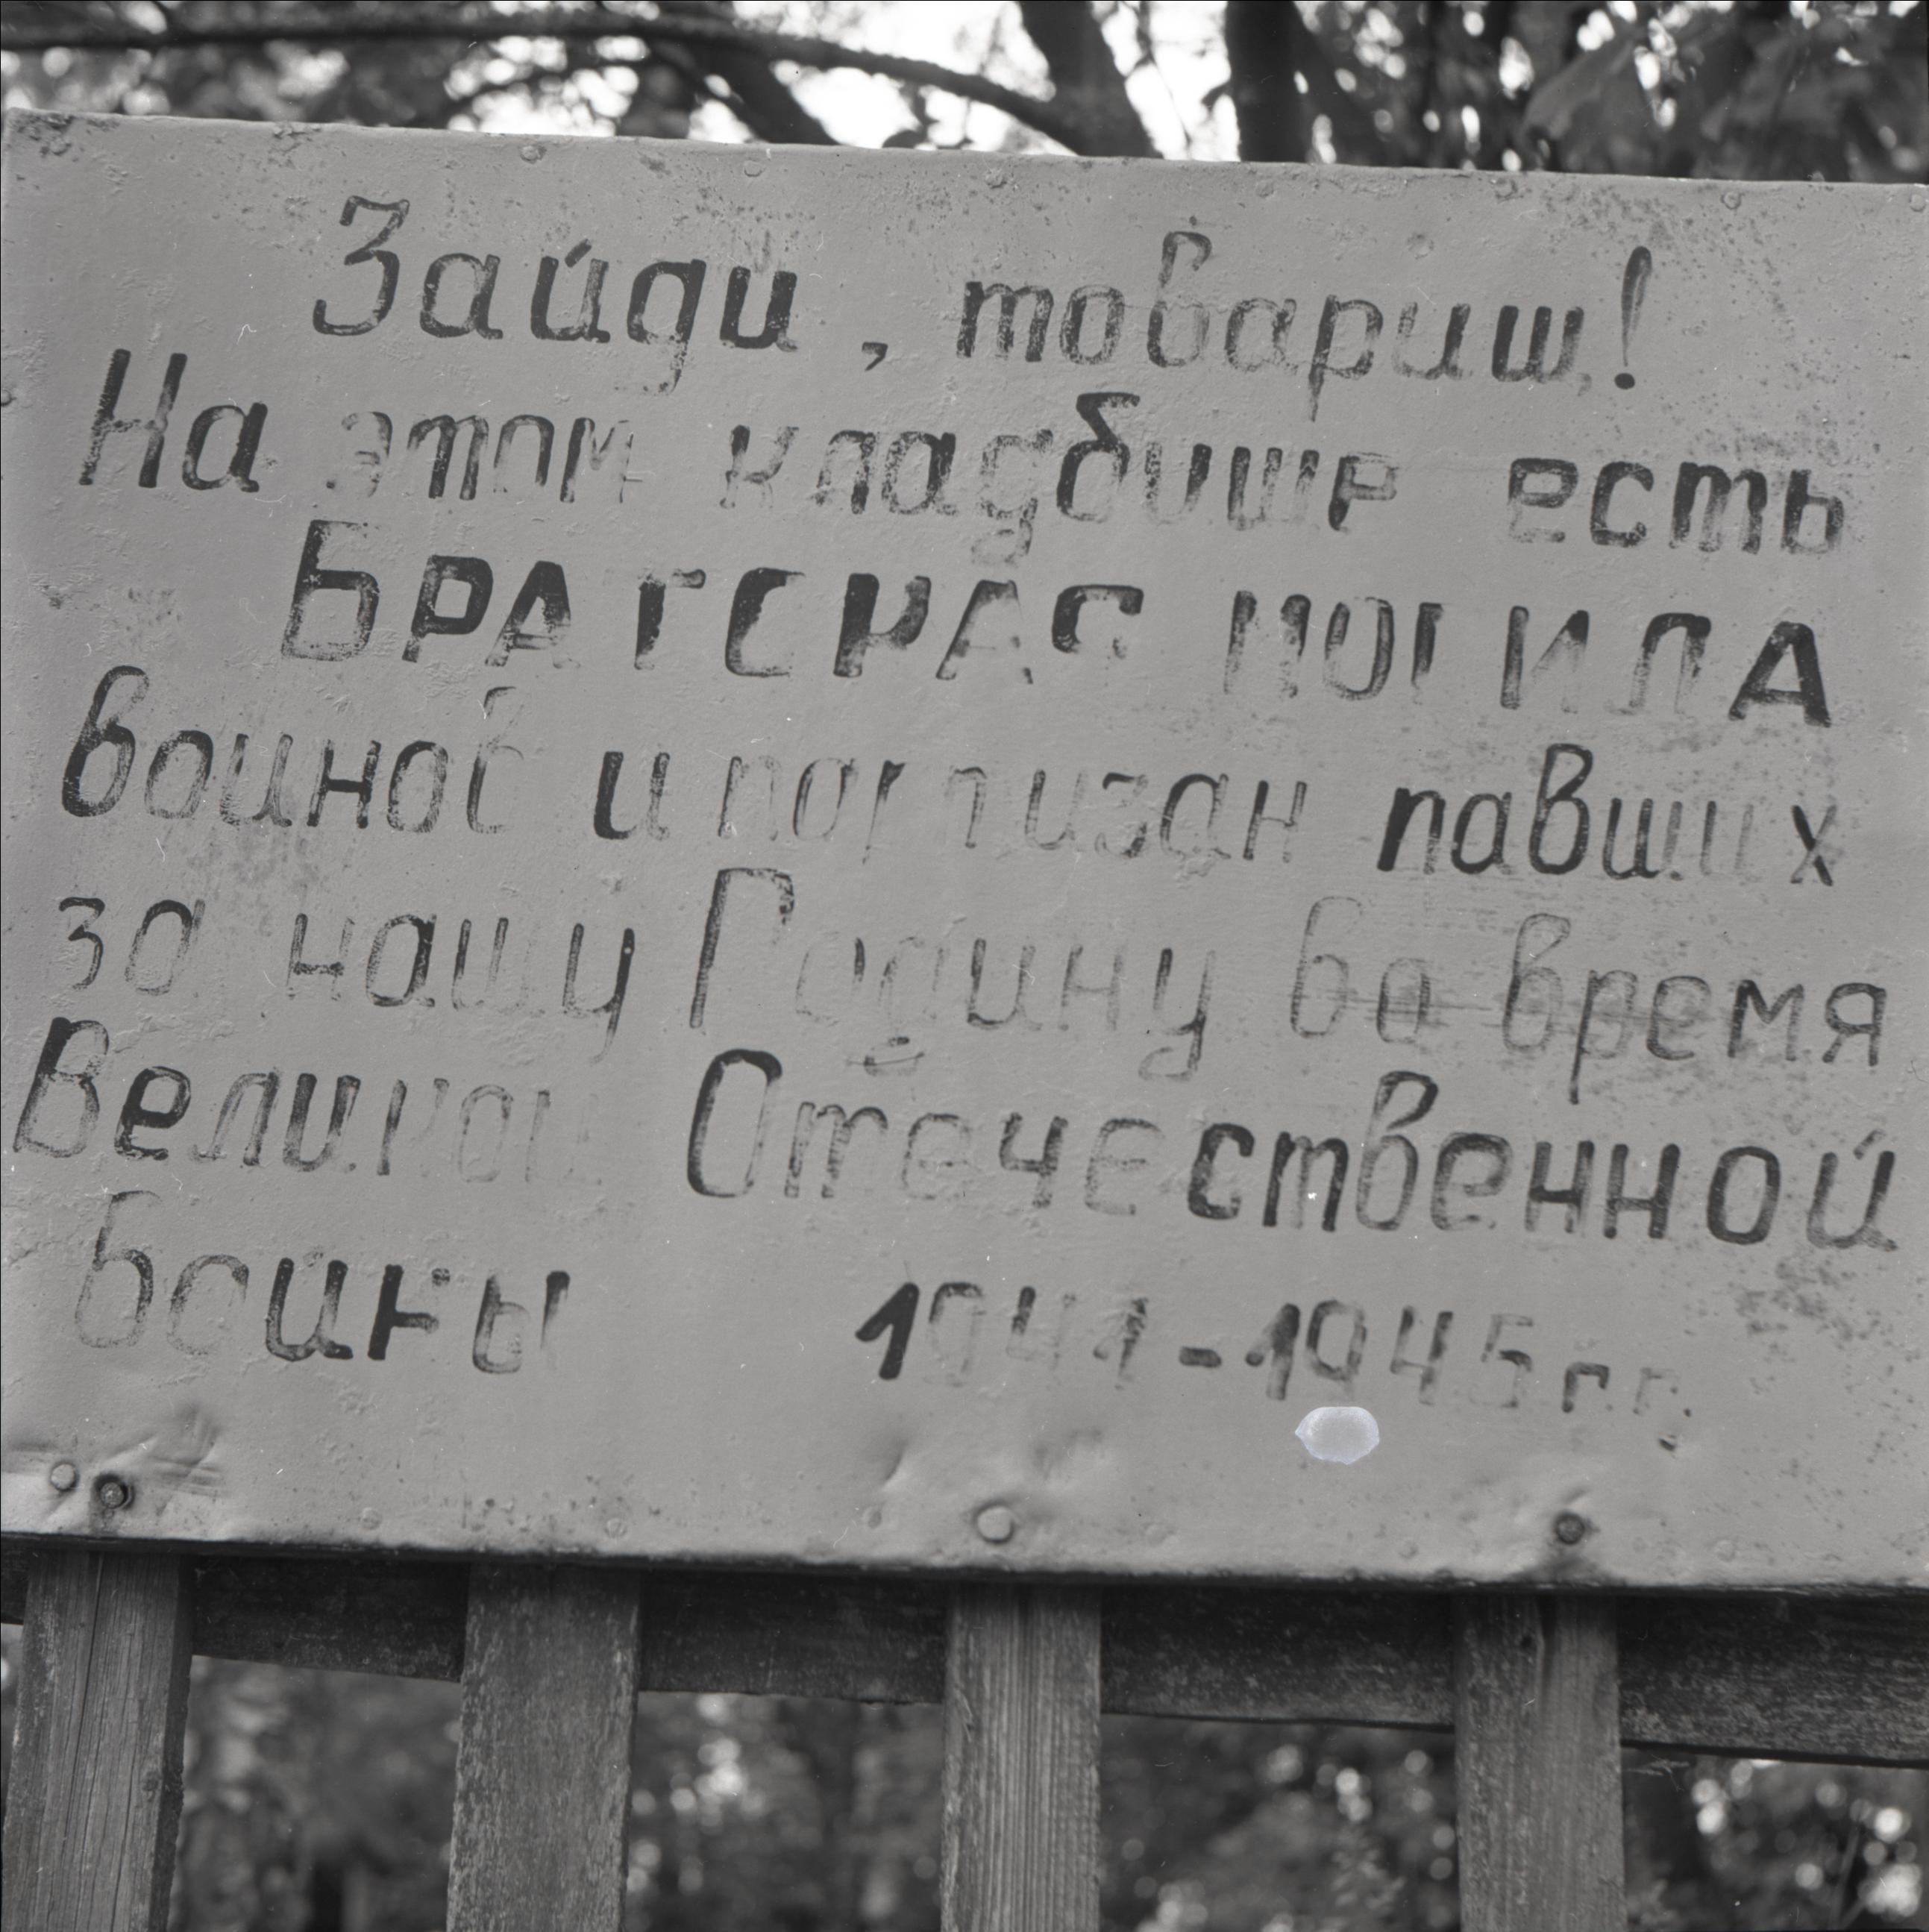 Зайди, товарищ!
На этом кладбище есть
БРАТСКАЯ МОГИЛА
воинов и партизан павших
за нашу Родину во время
Великой Отечественной
войны 1941-1945 г.г.